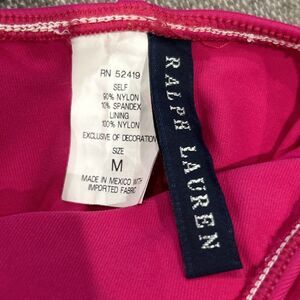 RN 52419
SELF
90% NYLON
10% SPANDEX
LINING
100% NYLON
EXCLUSIVE OF DECORATION
SIZE
M
MADE IN MEXICO WITH
IMPORTED FABRIC
RALPH LAUREN